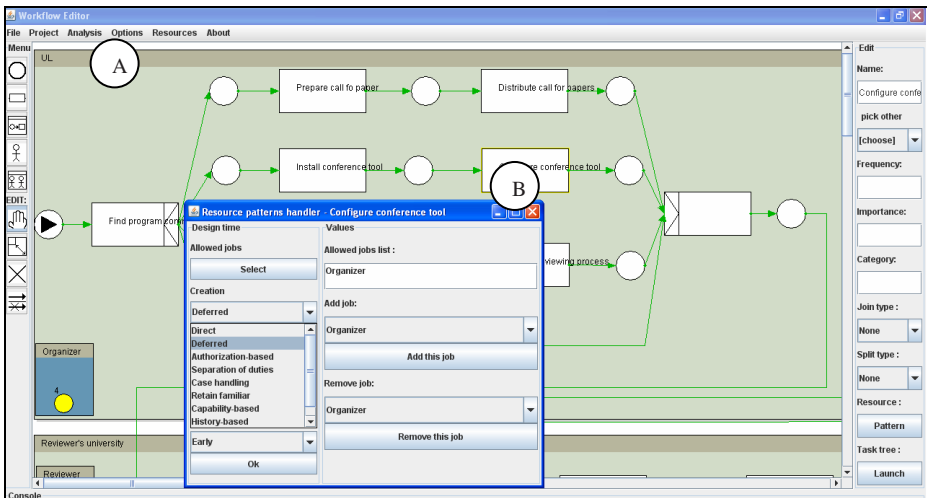 Workflow Editor
File Project Analysis Options Resources About
Menu
UL
A
Prepare call fo paper
Distribute call for papers
Install conference tool
conference tool
B
Find program
viewing process
EDIT:
Organizer
4
Reviewer's university
Reviewer
Console
Resource patterns handler - Configure conference tool
Design time
Allowed jobs
Select
Creation
Deferred
Direct
Deferred
Authorization-based
Separation of duties
Case handling
Retain familiar
Capability-based
History-based
Early
Ok
Values
Allowed jobs list :
Organizer
Add job:
Organizer
Add this job
Remove job:
Organizer
Remove this job
Edit
Name:
Configure confe
pick other
[choose]
Frequency:
Importance:
Category:
Join type :
None
Split type :
None
Resource :
Pattern
Task tree :
Launch